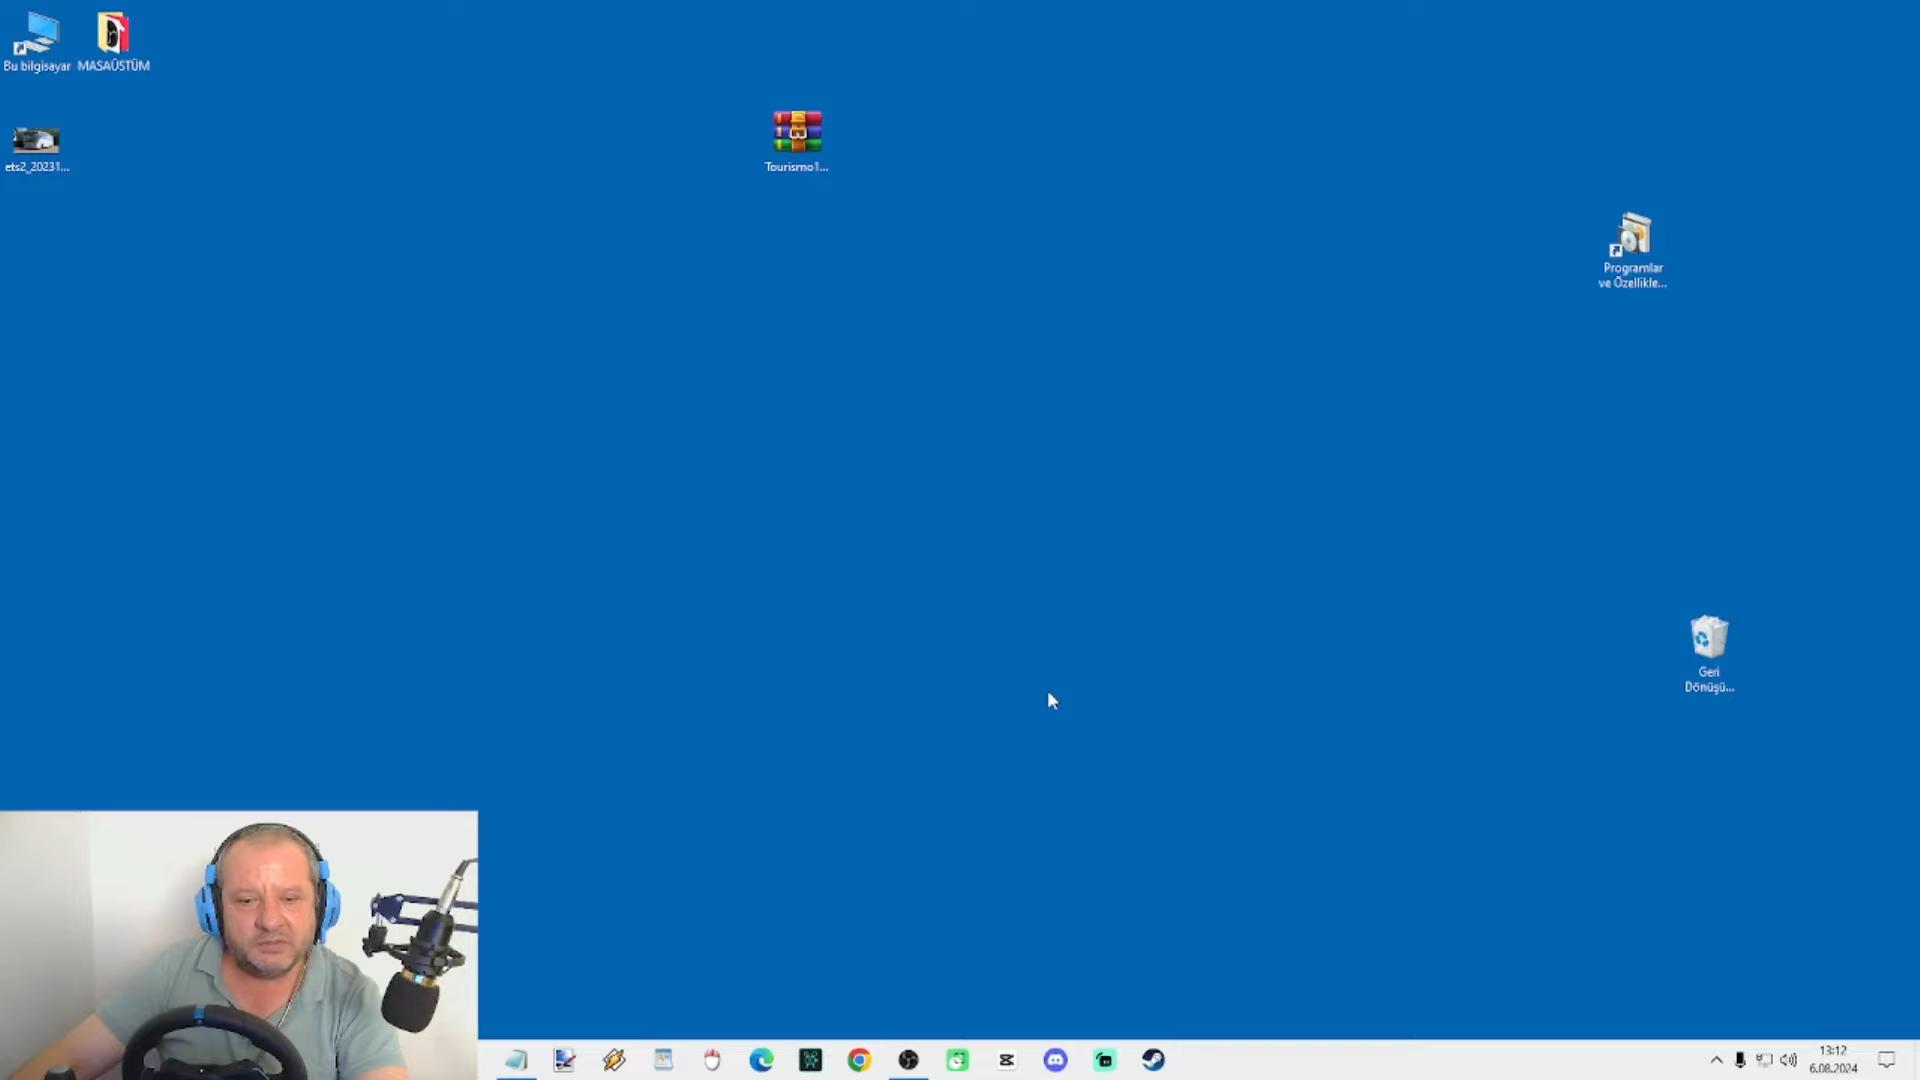 Bu bilgisayar
MASAÜSTÜM
ets2_20231...
Tourismo1...
Programlar
ve Özellikle...
Geri
Dönüşü...
13:12
6.08.2024